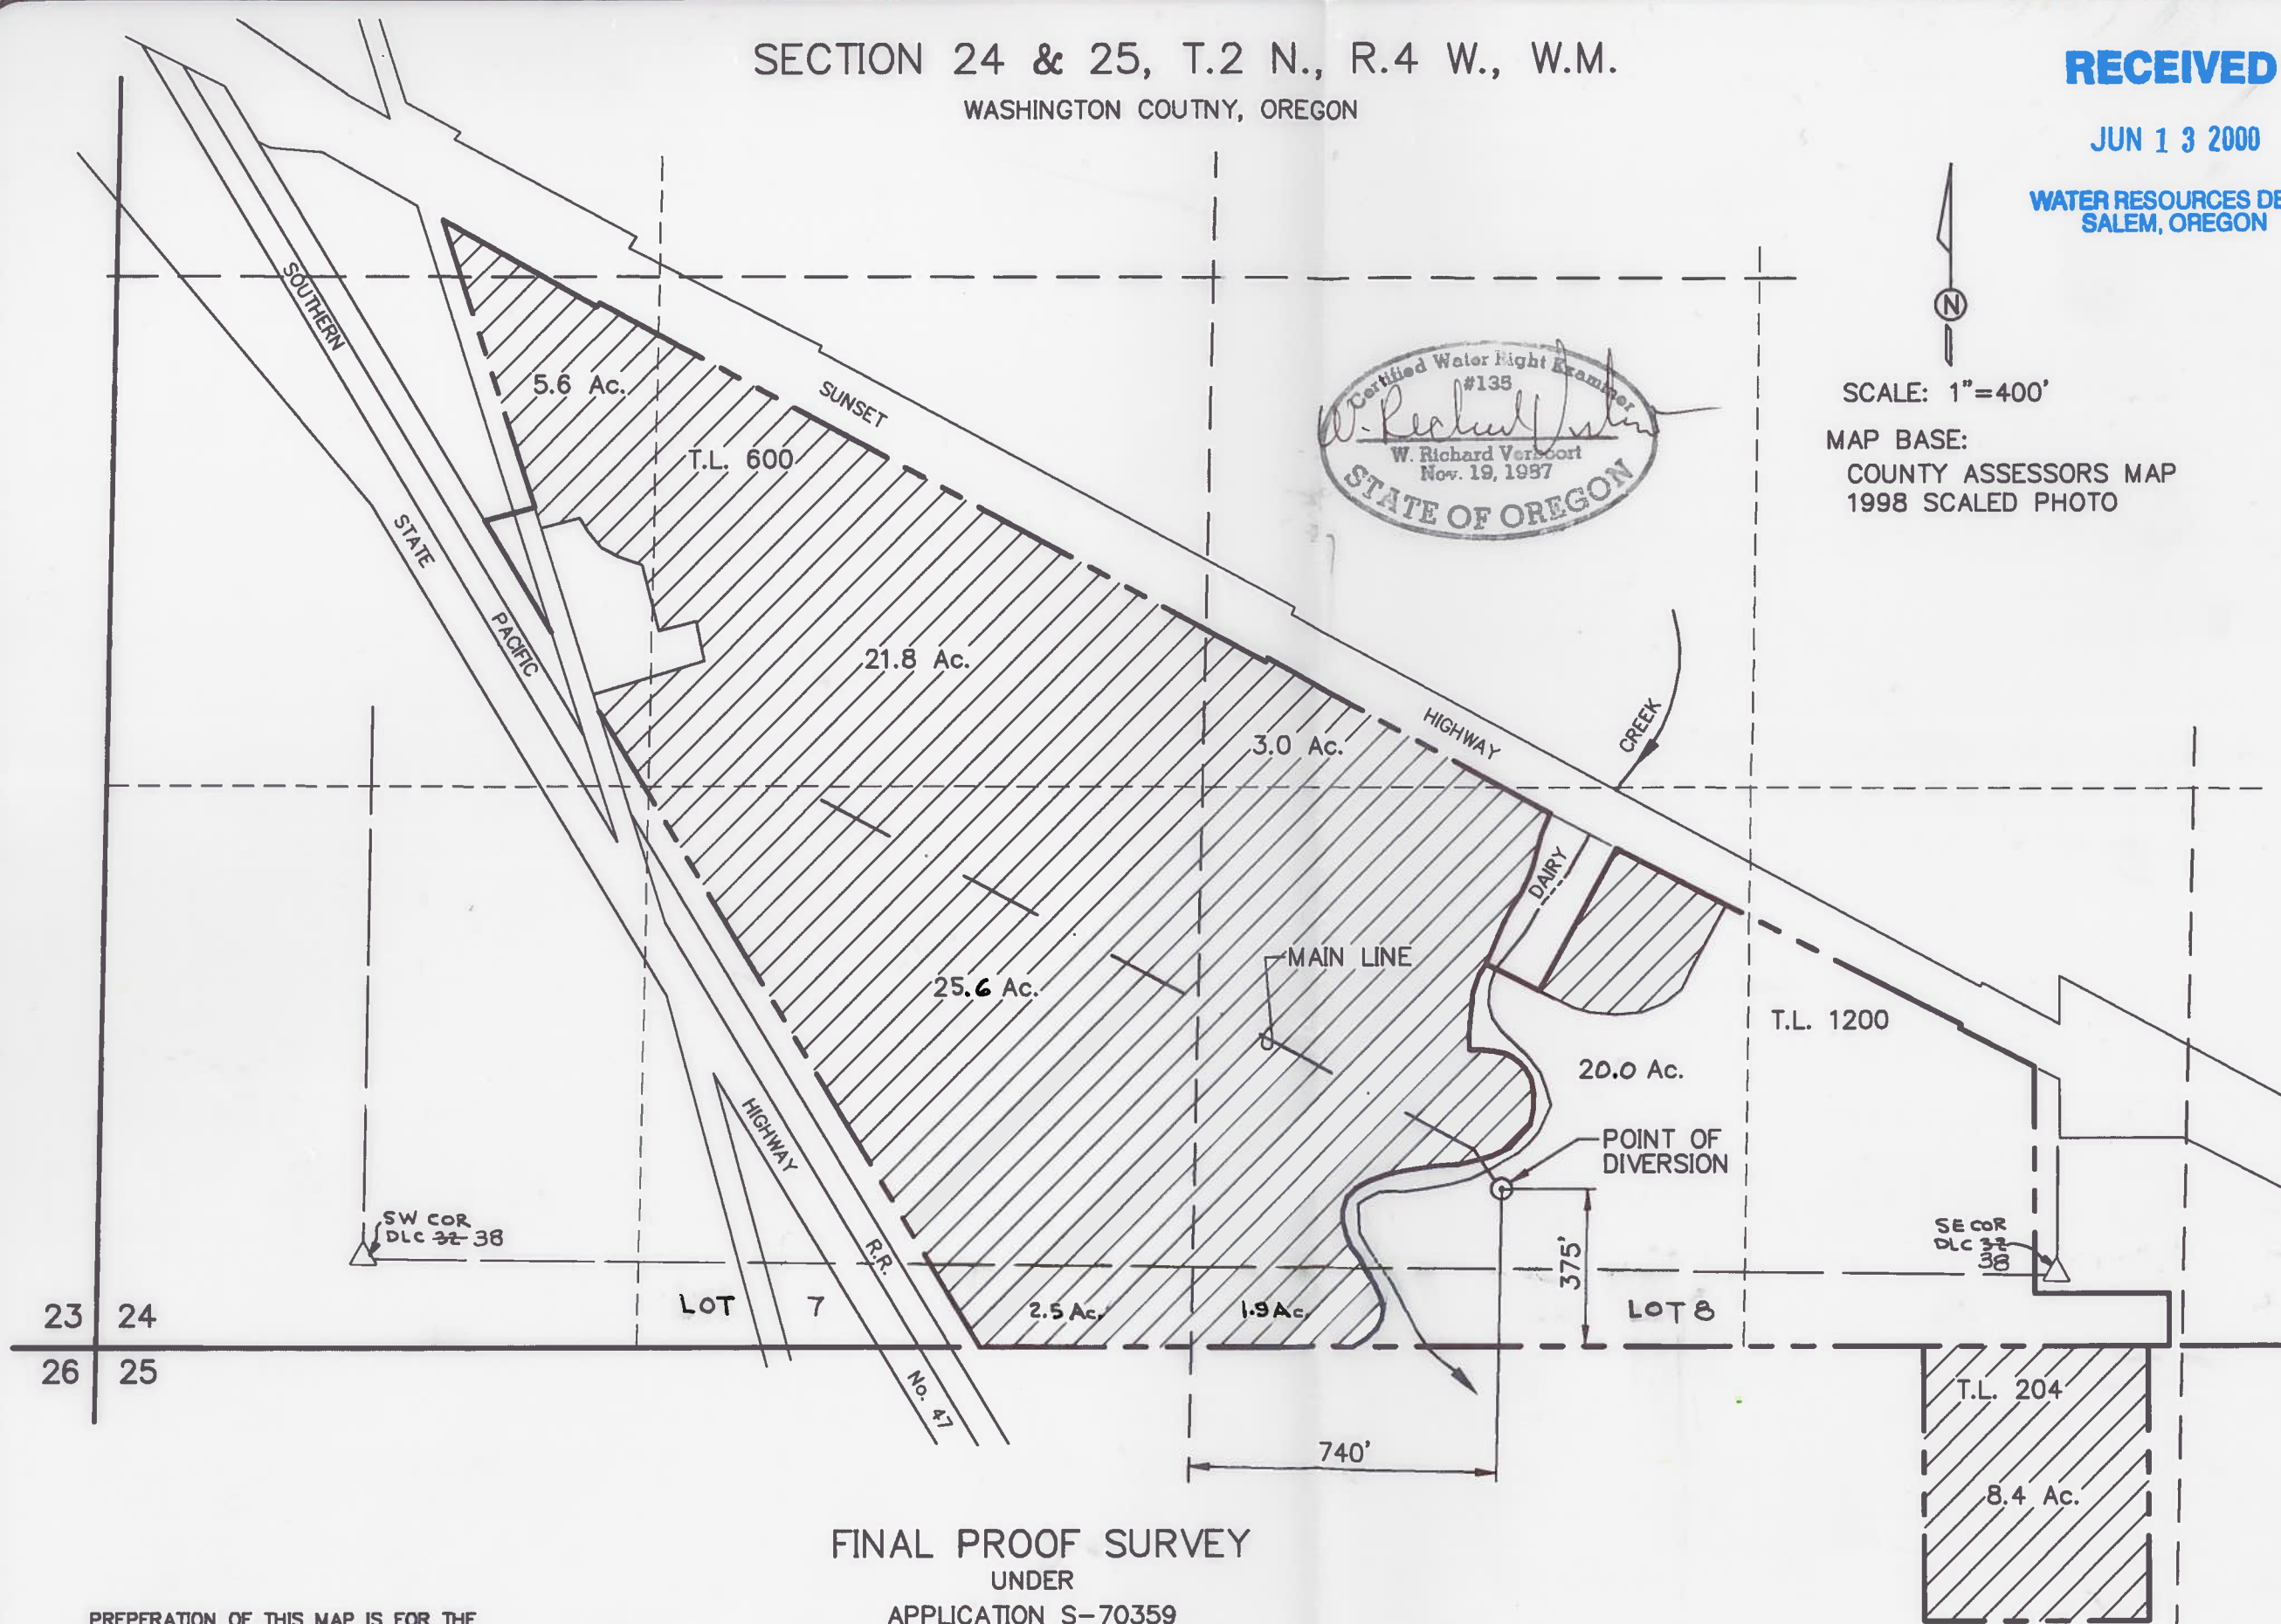 SECTION 24 & 25, T.2 N., R.4 W., W.M.
WASHINGTON COUTNY, OREGON
RECEIVED
JUN 13 2000
WATER RESOURCES DE
SALEM, OREGON
N
SCALE: 1"=400'
MAP BASE:
COUNTY ASSESSORS MAP
1998 SCALED PHOTO
Certified Water Right Examiner
#135
W. Richard Verboort
Nov. 19, 1987
STATE OF OREGON
SOUTHERN
PACIFIC
R.R.
STATE
HIGHWAY
No. 47
SUNSET
HIGHWAY
5.6 Ac.
T.L. 600
21.8 Ac.
3.0 Ac.
CREEK
DAIRY
MAIN LINE
25.6 Ac.
T.L. 1200
20.0 Ac.
POINT OF
DIVERSION
375'
SW COR
DLC 32 38
SE COR
DLC 32
38
23 24
LOT 7
2.5 Ac.
1.9 Ac.
LOT 8
26 25
T.L. 204
740'
8.4 Ac.
FINAL PROOF SURVEY
UNDER
APPLICATION S-70359
PREPERATION OF THIS MAP IS FOR THE